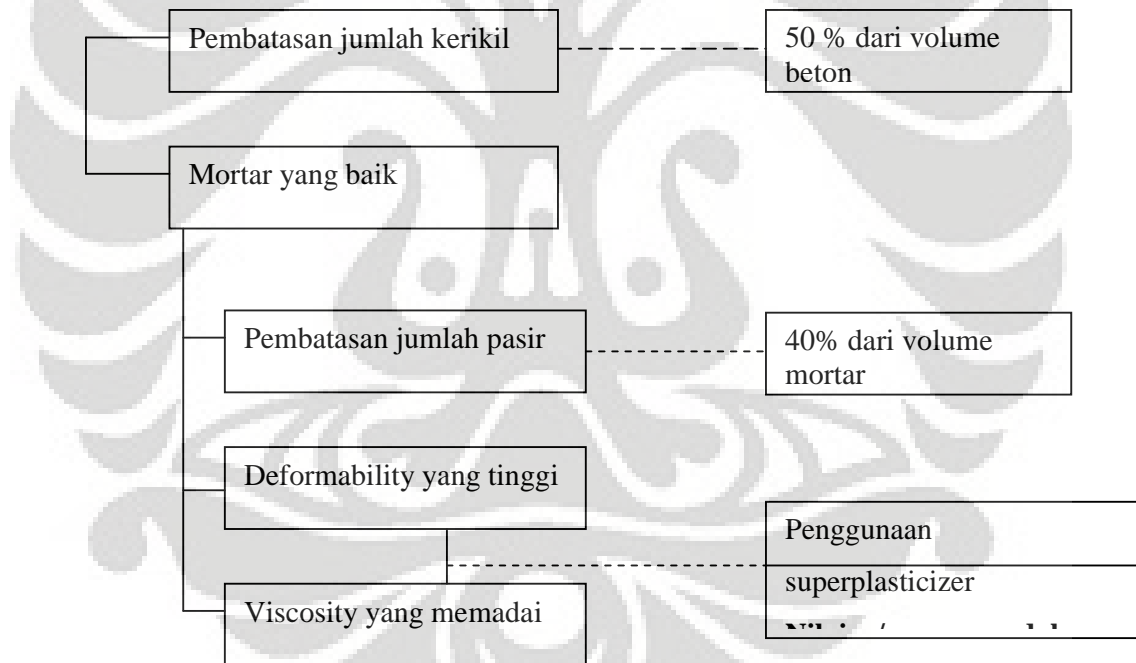 Pembatasan jumlah kerikil
50 % dari volume
beton
Mortar yang baik
Pembatasan jumlah pasir
40% dari volume
mortar
Deformability yang tinggi
Penggunaan
superplasticizer
Viscosity yang memadai